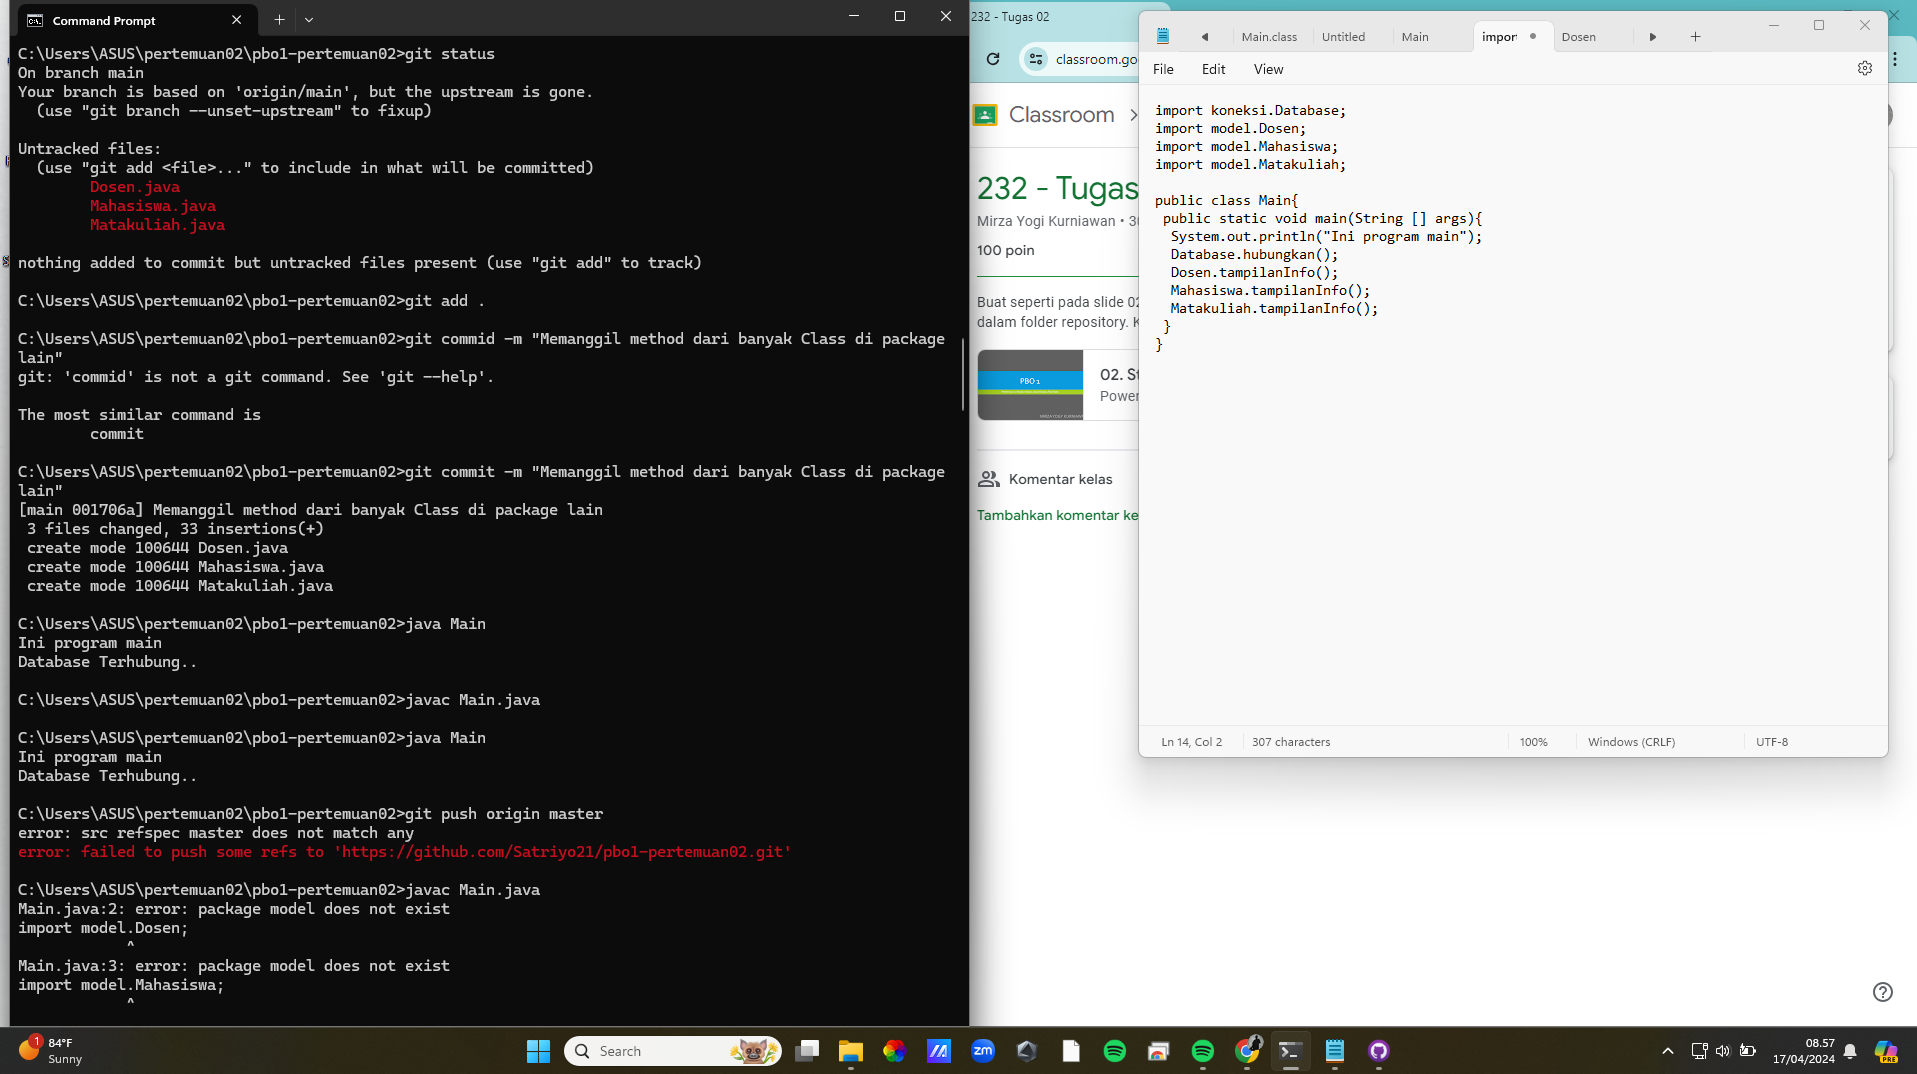 Command Prompt
C:\Users\ASUS\pertemuan02\pbo1-pertemuan02>git status
On branch main
Your branch is based on 'origin/main', but the upstream is gone.
(use "git branch --unset-upstream" to fixup)
Untracked files:
(use "git add <file>..." to include in what will be committed)
Dosen.java
Mahasiswa.java
Matakuliah.java
nothing added to commit but untracked files present (use "git add" to track)
C:\Users\ASUS\pertemuan02\pbo1-pertemuan02>git add .
C:\Users\ASUS\pertemuan02\pbo1-pertemuan02>git commid -m "Memanggil method dari banyak Class di package
lain"
git: 'commid' is not a git command. See 'git --help'.
The most similar command is
commit
C:\Users\ASUS\pertemuan02\pbo1-pertemuan02>git commit -m "Memanggil method dari banyak Class di package
lain"
[main 001706a] Memanggil method dari banyak Class di package lain
3 files changed, 33 insertions(+)
create mode 100644 Dosen.java
create mode 100644 Mahasiswa.java
create mode 100644 Matakuliah.java
C:\Users\ASUS\pertemuan02\pbo1-pertemuan02>java Main
Ini program main
Database Terhubung..
C:\Users\ASUS\pertemuan02\pbo1-pertemuan02>javac Main.java
C:\Users\ASUS\pertemuan02\pbo1-pertemuan02>java Main
Ini program main
Database Terhubung..
C:\Users\ASUS\pertemuan02\pbo1-pertemuan02>git push origin master
error: src refspec master does not match any
error: failed to push some refs to 'https://github.com/Satriyo21/pbo1-pertemuan02.git'
C:\Users\ASUS\pertemuan02\pbo1-pertemuan02>javac Main.java
Main.java:2: error: package model does not exist
import model.Dosen;
^
Main.java:3: error: package model does not exist
import model.Mahasiswa;
^
232 - Tugas 02
classroom.go
Classroom
232 - Tugas
Mirza Yogi Kurniawan • 3
100 poin
Buat seperti pada slide 02
dalam folder repository. K
PBO 1
02. St
Power
Komentar kelas
Tambahkan komentar ke
Main.class
Untitled
Main
impor
Dosen
File
Edit
View
import koneksi.Database;
import model.Dosen;
import model.Mahasiswa;
import model.Matakuliah;
public class Main{
public static void main(String [] args){
System.out.println("Ini program main");
Database.hubungkan();
Dosen.tampilanInfo();
Mahasiswa.tampilanInfo();
Matakuliah.tampilanInfo();
}
}
Ln 14, Col 2
307 characters
100%
Windows (CRLF)
UTF-8
1
84°F
Sunny
Search
zm
08.57
17/04/2024
PRE